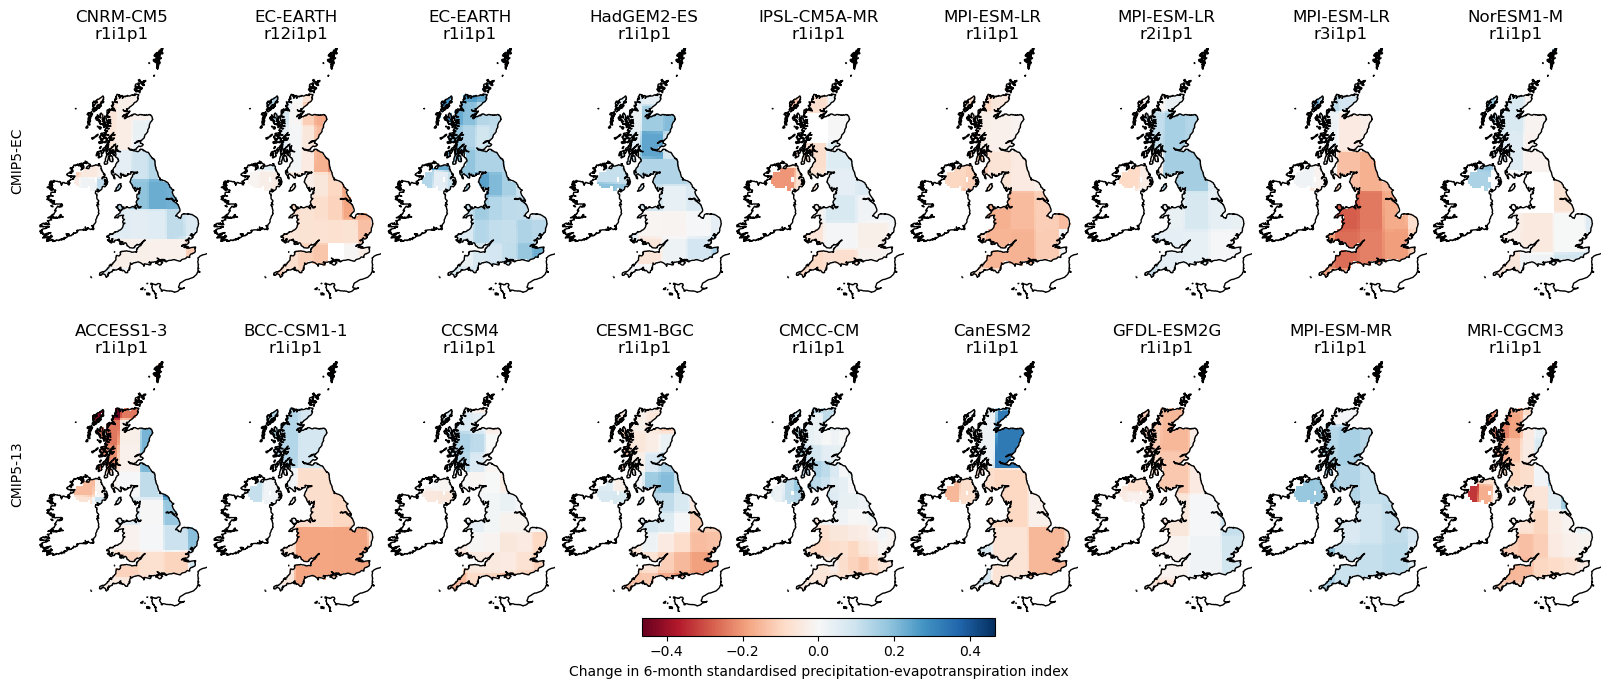 CNRM-CM5
r1i1p1
EC-EARTH
r12i1p1
EC-EARTH
r1i1p1
HadGEM2-ES
r1i1p1
IPSL-CM5A-MR
r1i1p1
MPI-ESM-LR
r1i1p1
MPI-ESM-LR
r2i1p1
MPI-ESM-LR
r3i1p1
NorESM1-M
r1i1p1
CMIP5-EC
ACCESS1-3
r1i1p1
BCC-CSM1-1
r1i1p1
CCSM4
r1i1p1
CESM1-BGC
r1i1p1
CMCC-CM
r1i1p1
CanESM2
r1i1p1
GFDL-ESM2G
r1i1p1
MPI-ESM-MR
r1i1p1
MRI-CGCM3
r1i1p1
CMIP5-13
−0.4 −0.2 0.0 0.2 0.4
Change in 6-month standardised precipitation-evapotranspiration index